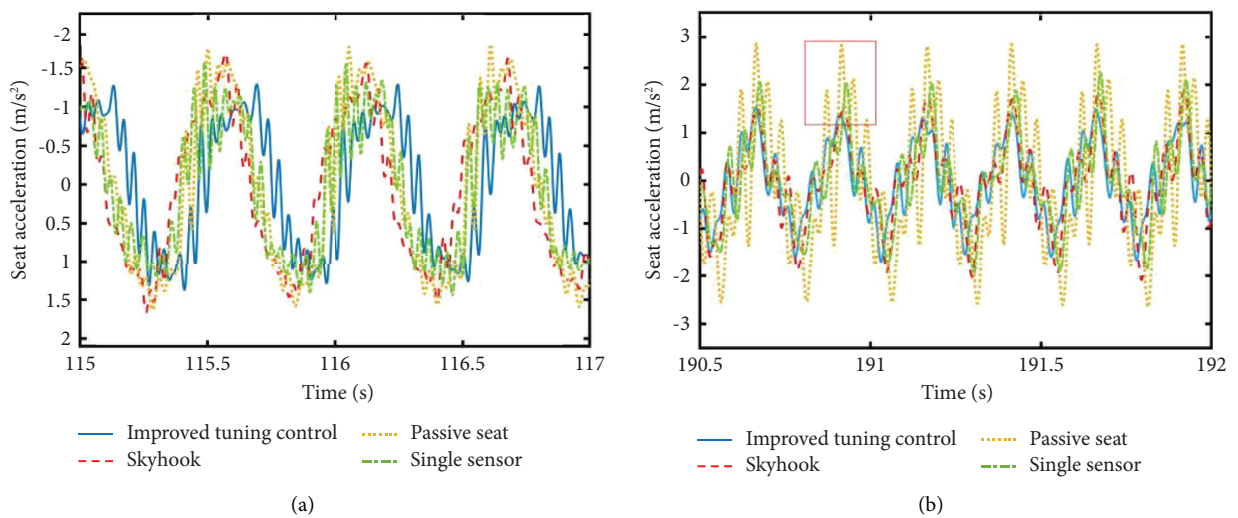 -2
-1.5
-1
-0.5
0
0.5
1
1.5
2
Seat acceleration (m/s²)
115 115.5 116 116.5 117
Time (s)
Improved tuning control
Skyhook
Passive seat
Single sensor
(a)
3
2
1
0
-1
-2
-3
Seat acceleration (m/s²)
190.5 191 191.5 192
Time (s)
Improved tuning control
Skyhook
Passive seat
Single sensor
(b)